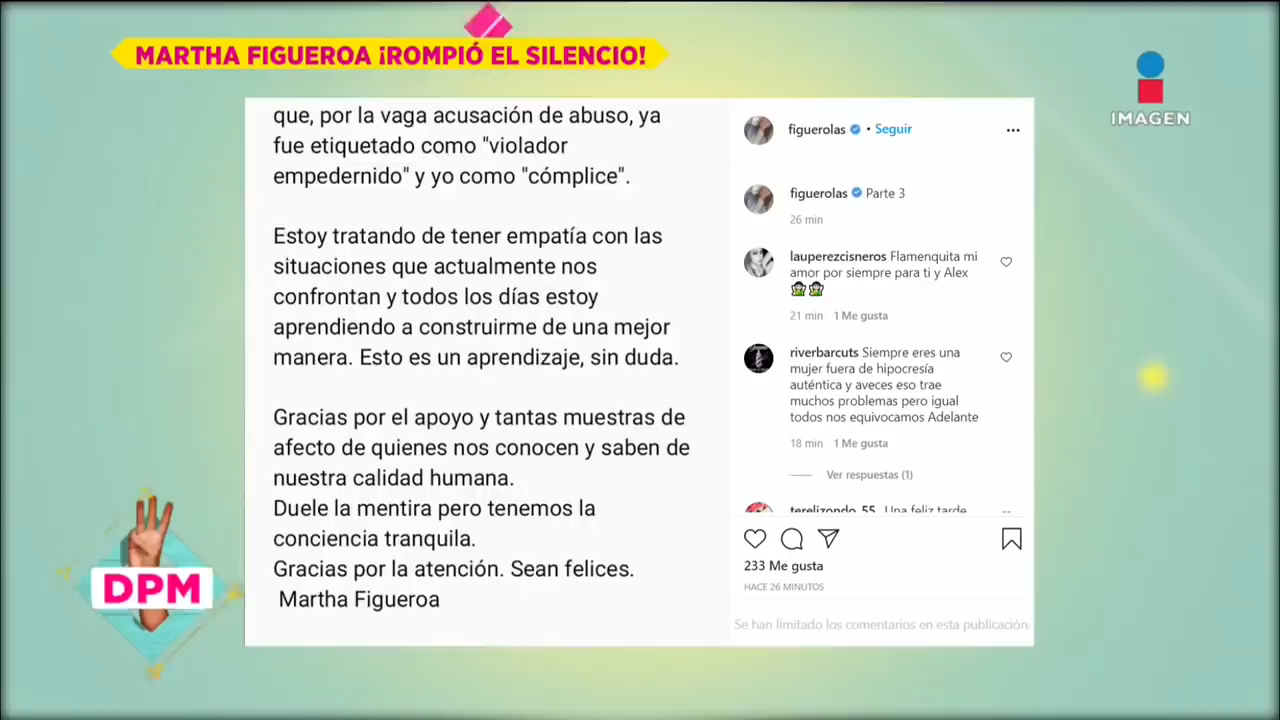 MARTHA FIGUEROA ¡ROMPIÓ EL SILENCIO!
IMAGEN
que, por la vaga acusación de abuso, ya
fue etiquetado como "violador
empedernido" y yo como "cómplice".
Estoy tratando de tener empatía con las
situaciones que actualmente nos
confrontan y todos los días estoy
aprendiendo a construirme de una mejor
manera. Esto es un aprendizaje, sin duda.
Gracias por el apoyo y tantas muestras de
afecto de quienes nos conocen y saben de
nuestra calidad humana.
Duele la mentira pero tenemos la
conciencia tranquila.
Gracias por la atención. Sean felices.
Martha Figueroa
figuerolas • Seguir
figuerolas Parte 3
26 min
lauperezcisneros Flamenquita mi
amor por siempre para ti y Alex
21 min 1 Me gusta
riverbarcuts Siempre eres una
mujer fuera de hipocresía
auténtica y aveces eso trae
muchos problemas pero igual
todos nos equivocamos Adelante
18 min 1 Me gusta
Ver respuestas (1)
terelizondo_55 Una feliz tarde
233 Me gusta
HACE 26 MINUTOS
Se han limitado los comentarios en esta publicación.
DPM